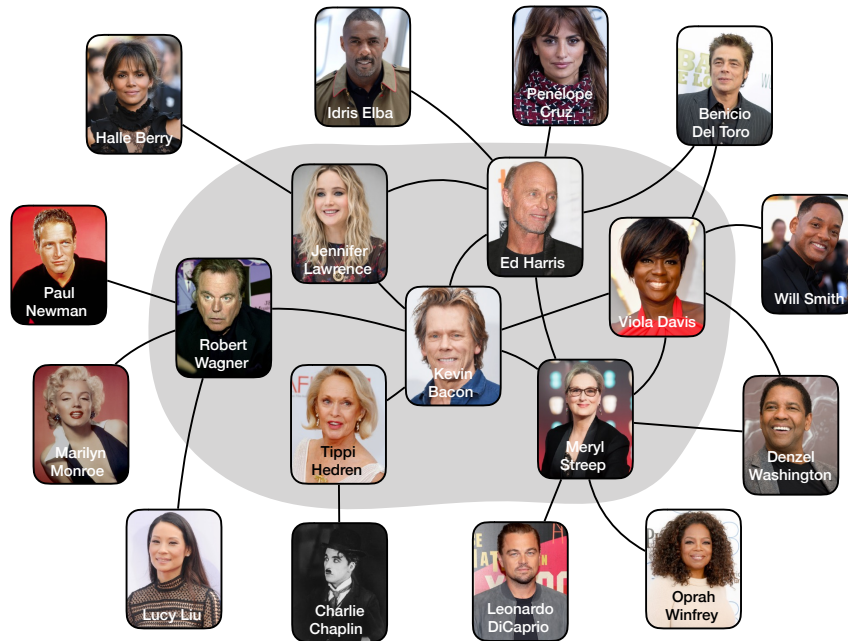 Halle Berry
Idris Elba
Penélope
Cruz
Benicio
Del Toro
Jennifer
Lawrence
Ed Harris
Paul
Newman
Robert
Wagner
Viola Davis
Will Smith
Kevin
Bacon
Marilyn
Monroe
Tippi
Hedren
Meryl
Streep
Denzel
Washington
Lucy Liu
Charlie
Chaplin
Leonardo
DiCaprio
Oprah
Winfrey